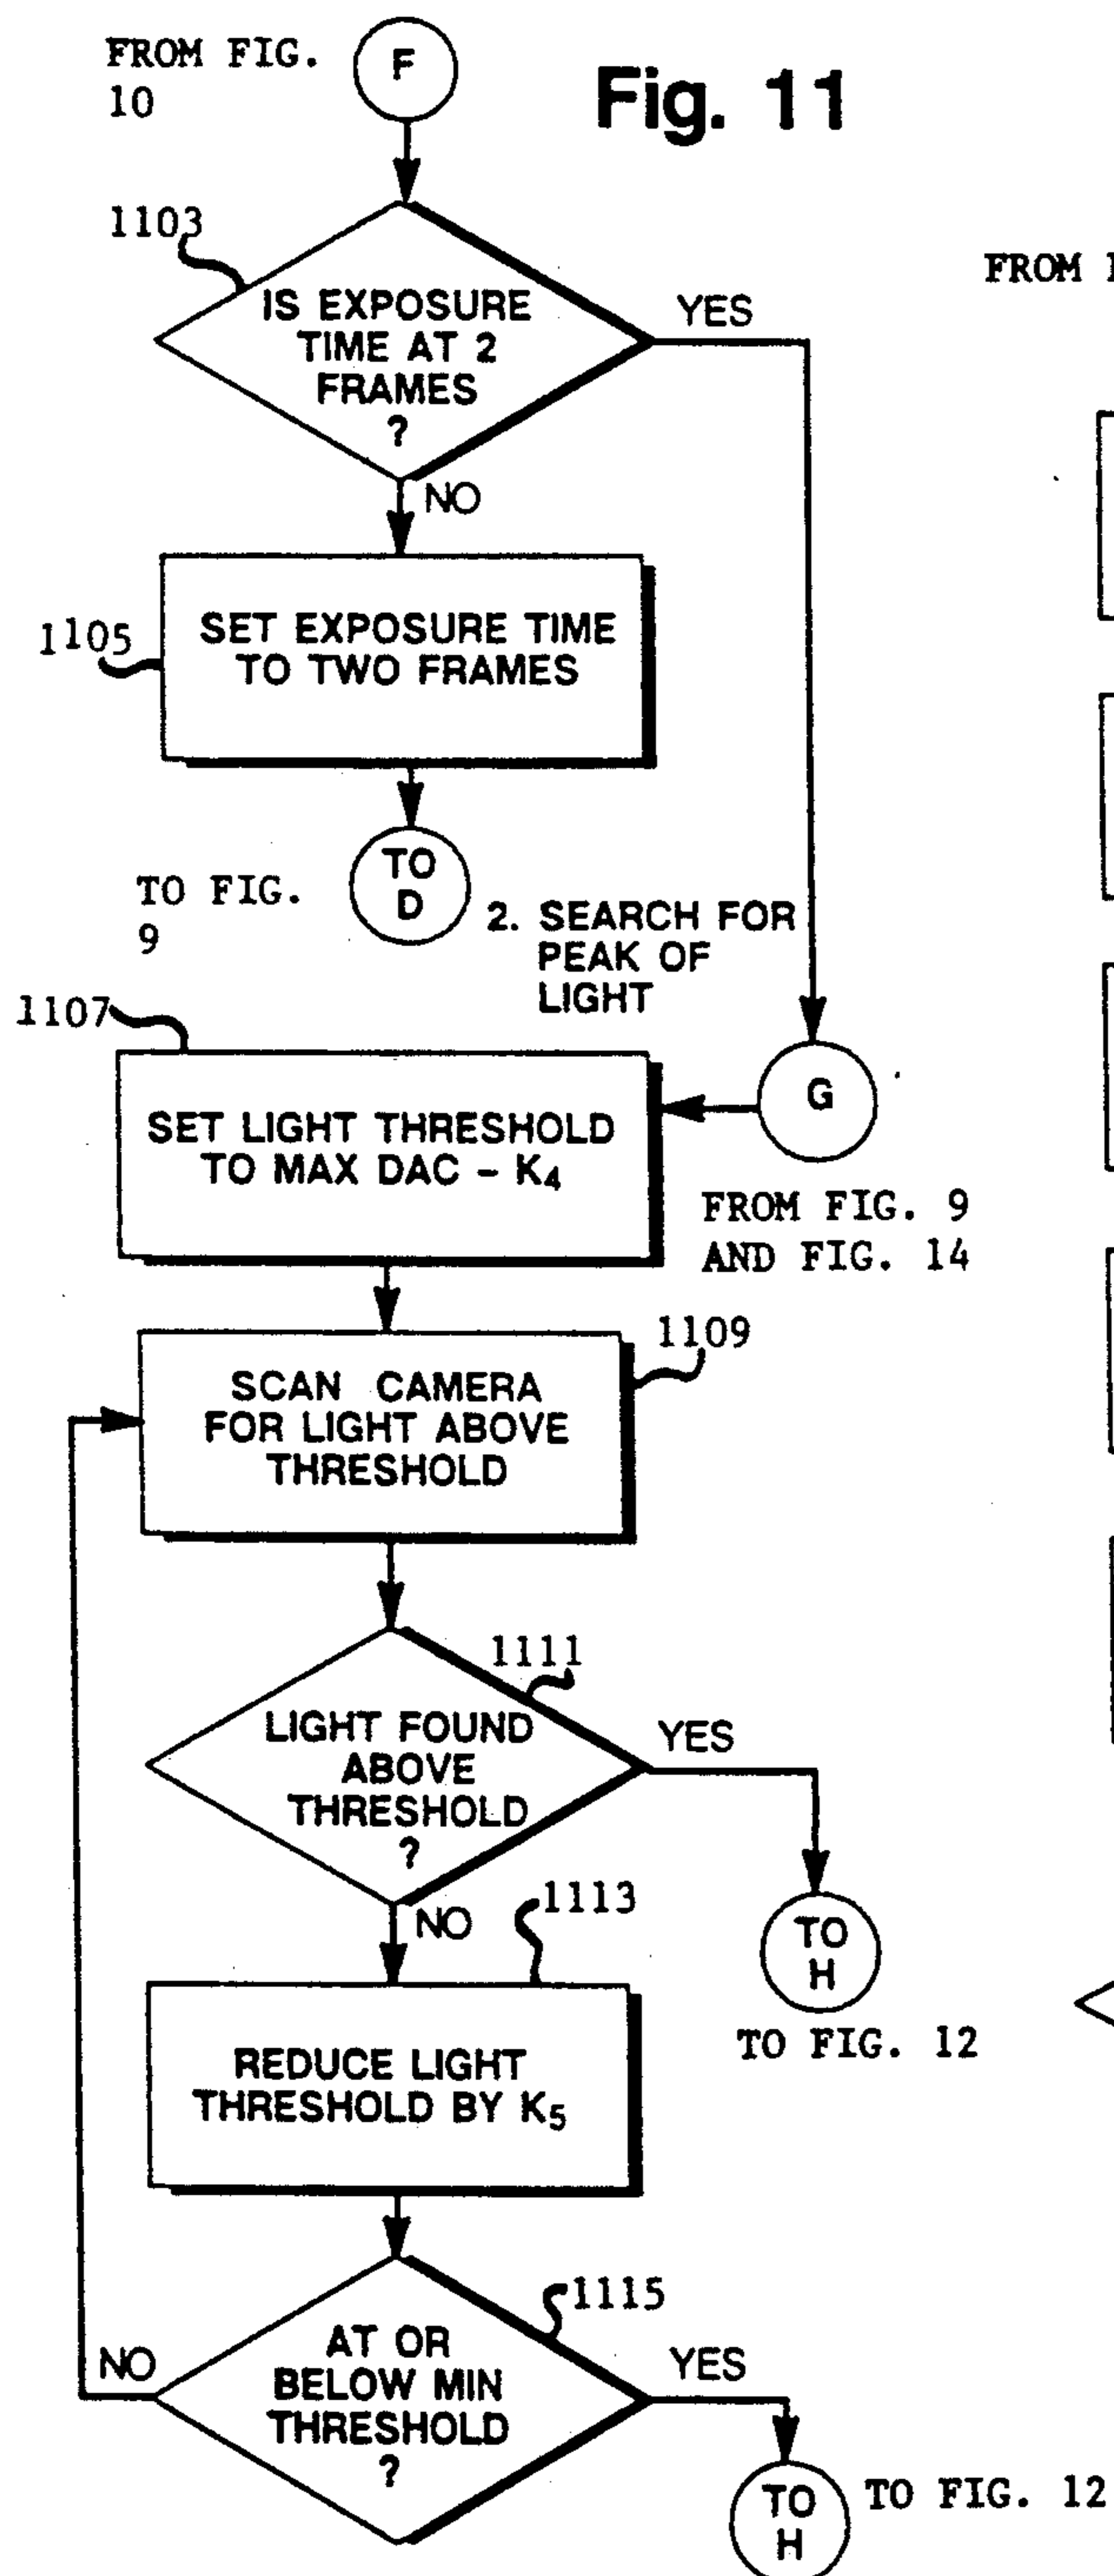 FROM FIG.
10
F
Fig. 11
1103
IS EXPOSURE
TIME AT 2
FRAMES
?
YES
NO
FROM
1105
SET EXPOSURE TIME
TO TWO FRAMES
TO FIG.
9
TO
D
2. SEARCH FOR
PEAK OF
LIGHT
1107
SET LIGHT THRESHOLD
TO MAX DAC - K4
G
FROM FIG. 9
AND FIG. 14
1109
SCAN CAMERA
FOR LIGHT ABOVE
THRESHOLD
1111
LIGHT FOUND
ABOVE
THRESHOLD
?
YES
NO
TO
H
TO FIG. 12
1113
REDUCE LIGHT
THRESHOLD BY K5
1115
AT OR
BELOW MIN
THRESHOLD
?
NO
YES
TO
H
TO FIG. 12